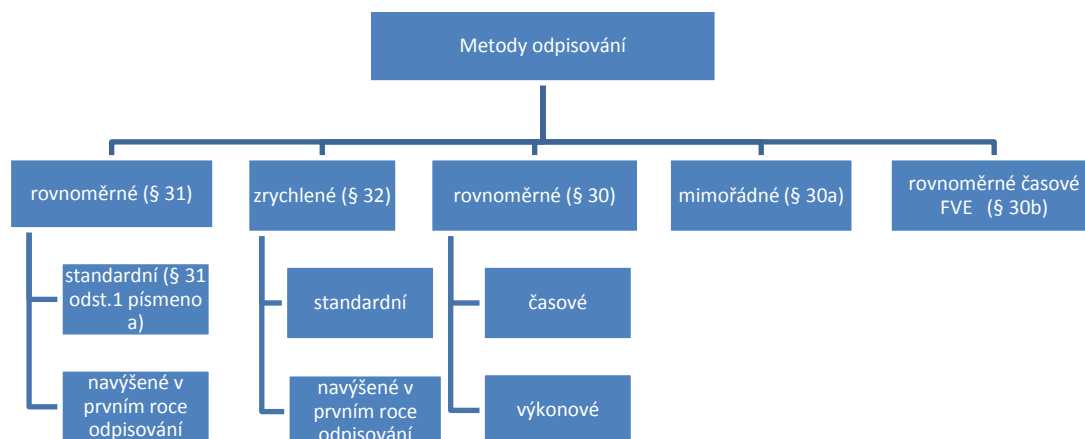 Metody odpisování
rovnoměrné (§ 31)
zrychlené (§ 32)
rovnoměrné (§ 30)
mimořádné (§ 30a)
rovnoměrné časové
FVE (§ 30b)
standardní (§ 31
odst.1 písmeno
a)
standardní
časové
navýšené v
prvním roce
odpisování
navýšené v
prvním roce
odpisování
výkonové